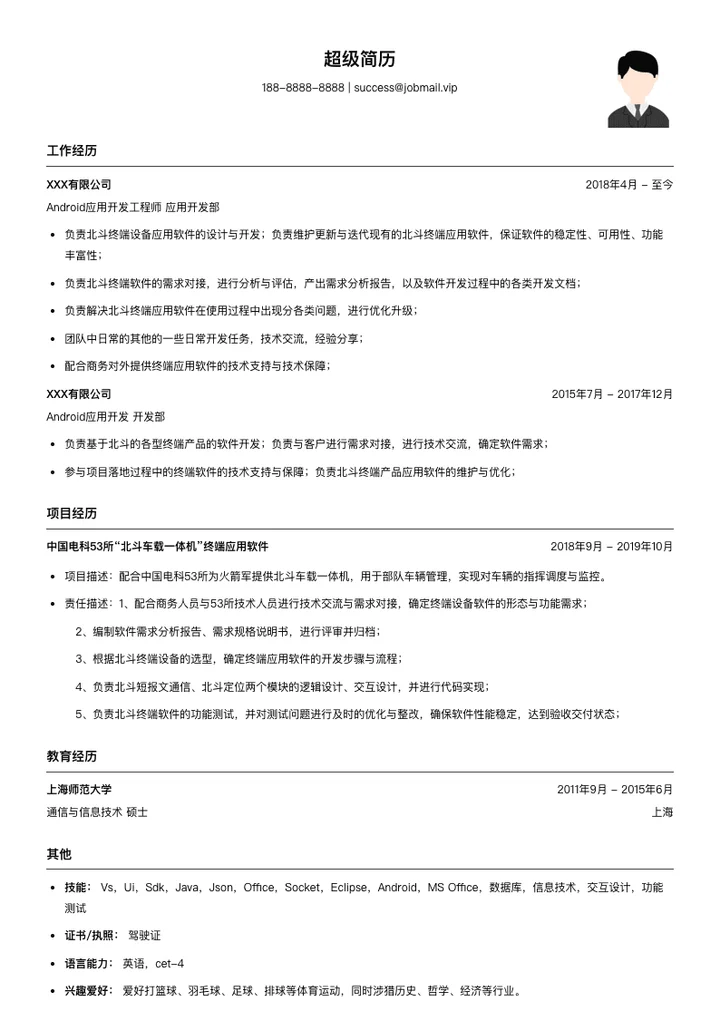 超级简历
188-8888-8888 | success@jobmail.vip
工作经历
XXX有限公司 2018年4月 – 至今
Android应用开发工程师 应用开发部
• 负责北斗终端设备应用软件的设计与开发；负责维护更新与迭代现有的北斗终端应用软件，保证软件的稳定性、可用性、功能
丰富性；
• 负责北斗终端软件的需求对接，进行分析与评估，产出需求分析报告，以及软件开发过程中的各类开发文档；
• 负责解决北斗终端应用软件在使用过程中出现分各类问题，进行优化升级；
• 团队中日常的其他的一些日常开发任务，技术交流，经验分享；
• 配合商务对外提供终端应用软件的技术支持与技术保障；
XXX有限公司 2015年7月 – 2017年12月
Android应用开发 开发部
• 负责基于北斗的各型终端产品的软件开发；负责与客户进行需求对接，进行技术交流，确定软件需求；
• 参与项目落地过程中的终端软件的技术支持与保障；负责北斗终端产品应用软件的维护与优化；
项目经历
中国电科53所“北斗车载一体机”终端应用软件 2018年9月 – 2019年10月
• 项目描述：配合中国电科53所为火箭军提供北斗车载一体机，用于部队车辆管理，实现对车辆的指挥调度与监控。
• 责任描述：1、配合商务人员与53所技术人员进行技术交流与需求对接，确定终端设备软件的形态与功能需求；
2、编制软件需求分析报告、需求规格说明书，进行评审并归档；
3、根据北斗终端设备的选型，确定终端应用软件的开发步骤与流程；
4、负责北斗短报文通信、北斗定位两个模块的逻辑设计、交互设计，并进行代码实现；
5、负责北斗终端软件的功能测试，并对测试问题进行及时的优化与整改，确保软件性能稳定，达到验收交付状态；
教育经历
上海师范大学 2011年9月 – 2015年6月
通信与信息技术 硕士 上海
其他
• 技能： Vs，Ui，Sdk，Java，Json，Office，Socket，Eclipse，Android，MS Office，数据库，信息技术，交互设计，功能
测试
• 证书/执照： 驾驶证
• 语言能力： 英语，cet-4
• 兴趣爱好： 爱好打篮球、羽毛球、足球、排球等体育运动，同时涉猎历史、哲学、经济等行业。